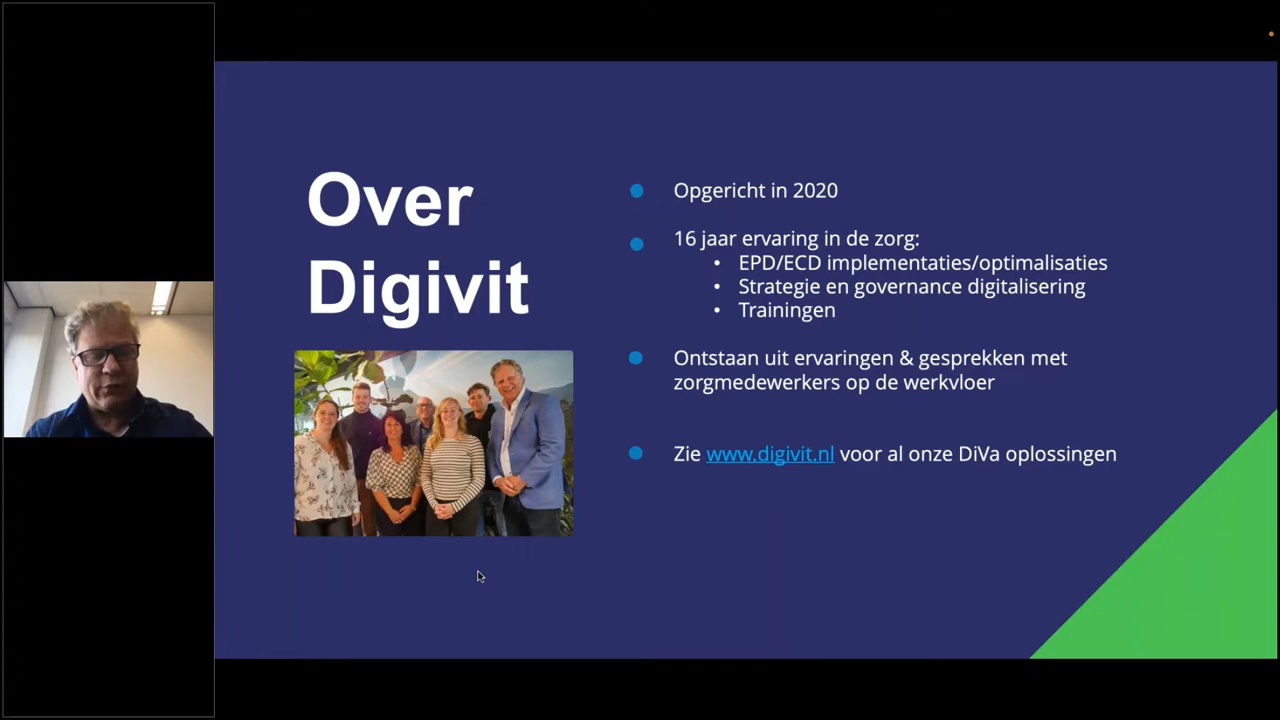 Over
Digivit
Opgericht in 2020
16 jaar ervaring in de zorg:
EPD/ECD implementaties/optimalisaties
Strategie en governance digitalisering
Trainingen
Ontstaan uit ervaringen & gesprekken met
zorgmedewerkers op de werkvloer
Zie www.digivit.nl voor al onze DiVa oplossingen